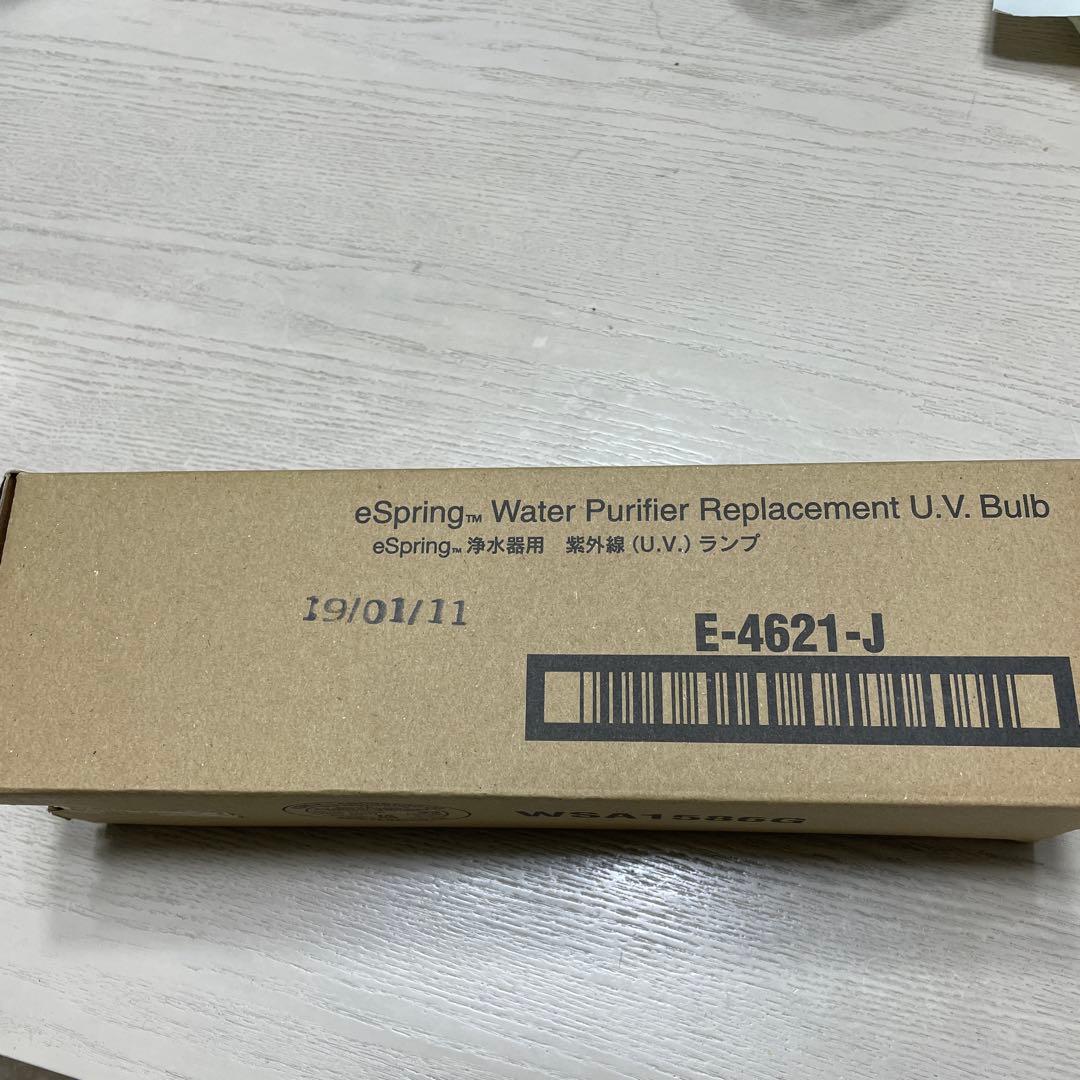 eSpring™ Water Purifier Replacement U.V. Bulb
eSpring™ 浄水器用 紫外線 (U.V.) ランプ
19/01/11
E-4621-J
WSA1586G